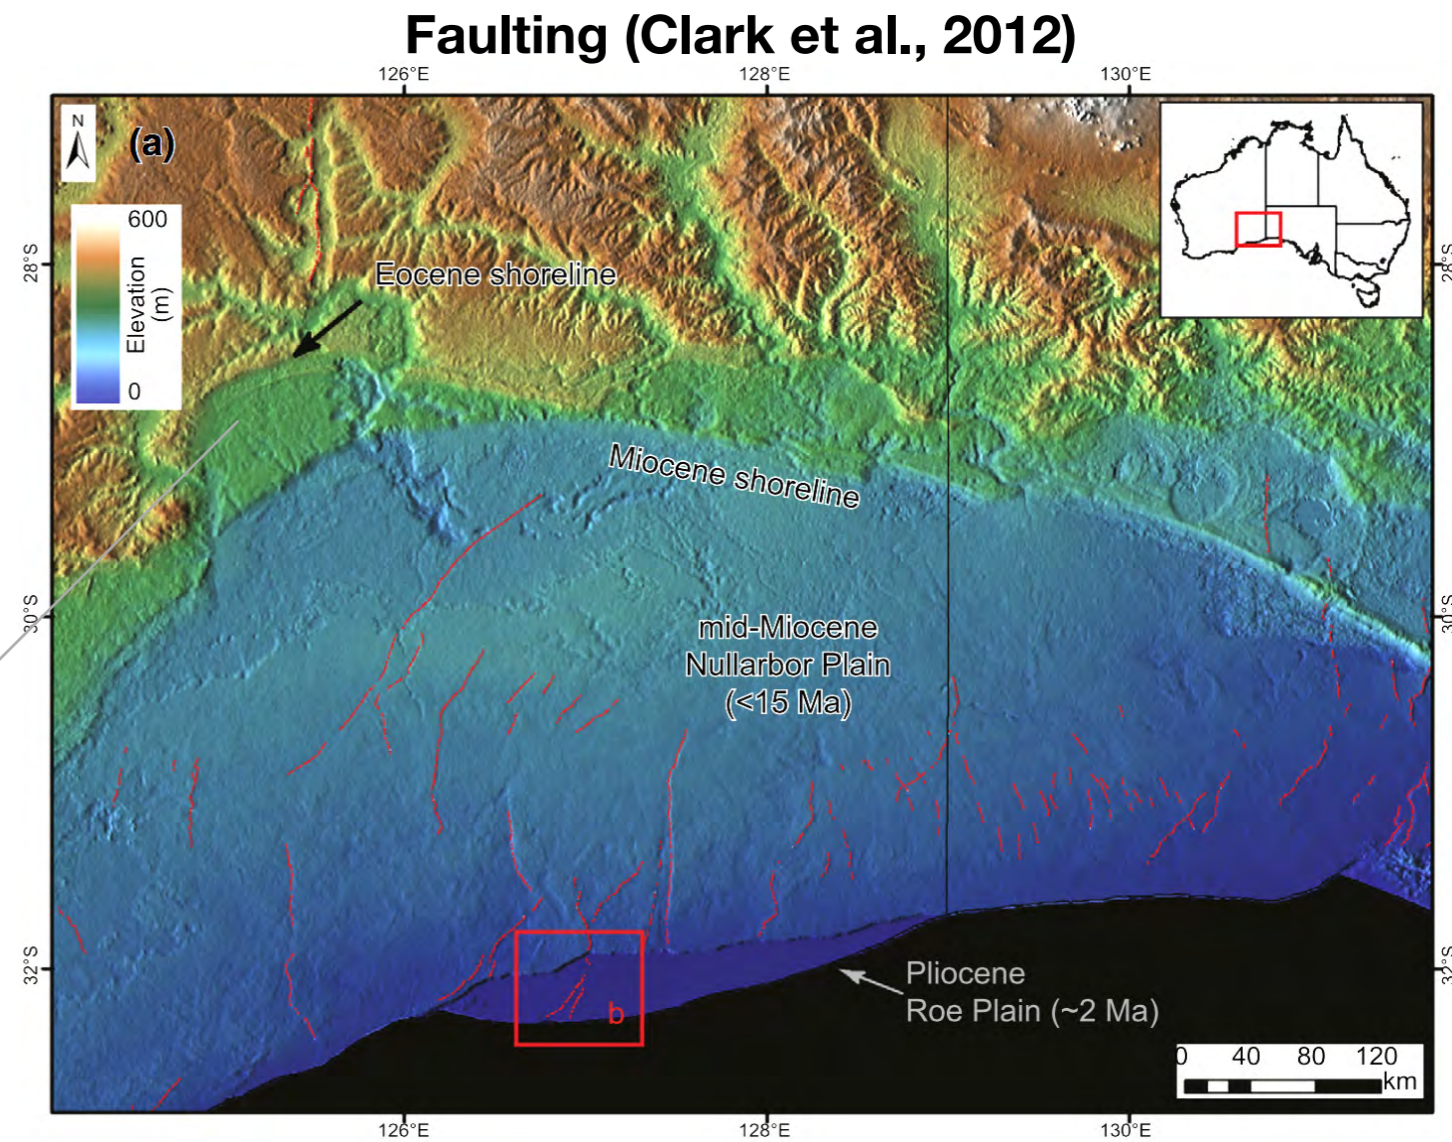 Faulting (Clark et al., 2012)
126°E
128°E
130°E
N
(a)
600
Elevation
(m)
0
28°S
28°S
Eocene shoreline
Miocene shoreline
30°S
30°S
mid-Miocene
Nullarbor Plain
(<15 Ma)
32°S
32°S
b
Pliocene
Roe Plain (~2 Ma)
0 40 80 120
km
126°E
128°E
130°E